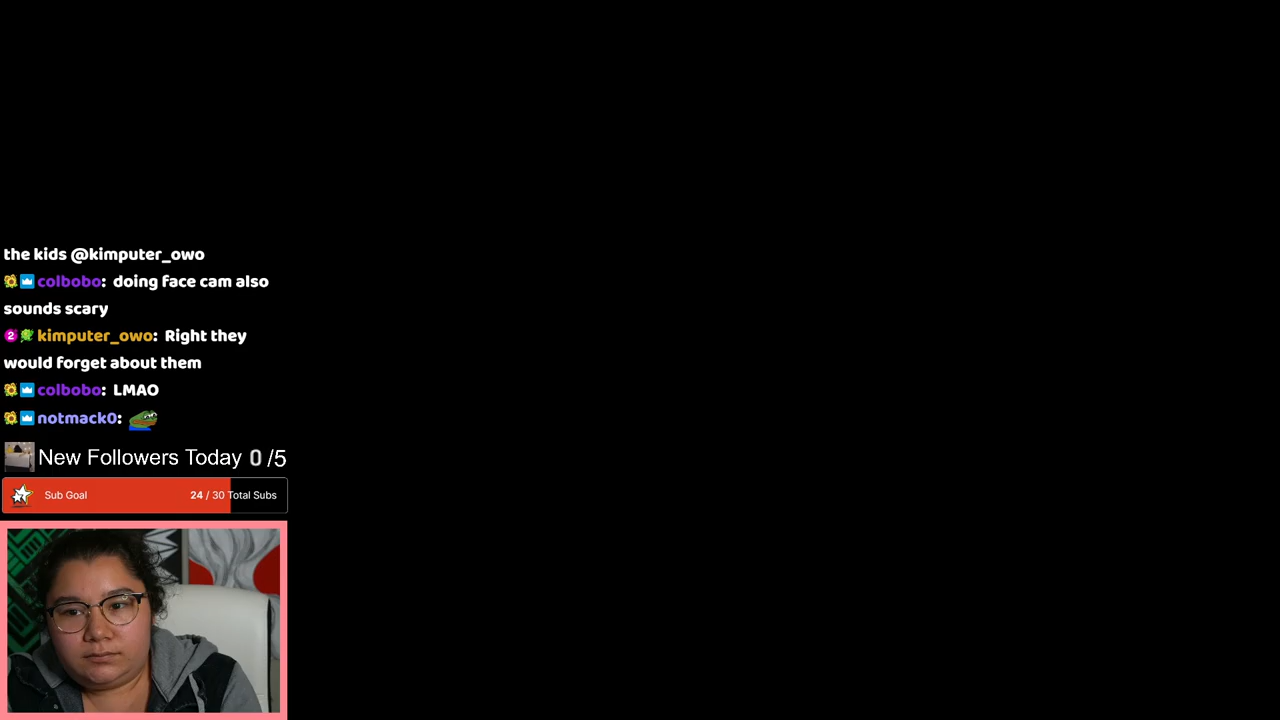 the kids @kimputer_owo
colbobo: doing face cam also
sounds scary
2 kimputer_owo: Right they
would forget about them
colbobo: LMAO
notmack0:
New Followers Today 0 /5
Sub Goal 24 / 30 Total Subs